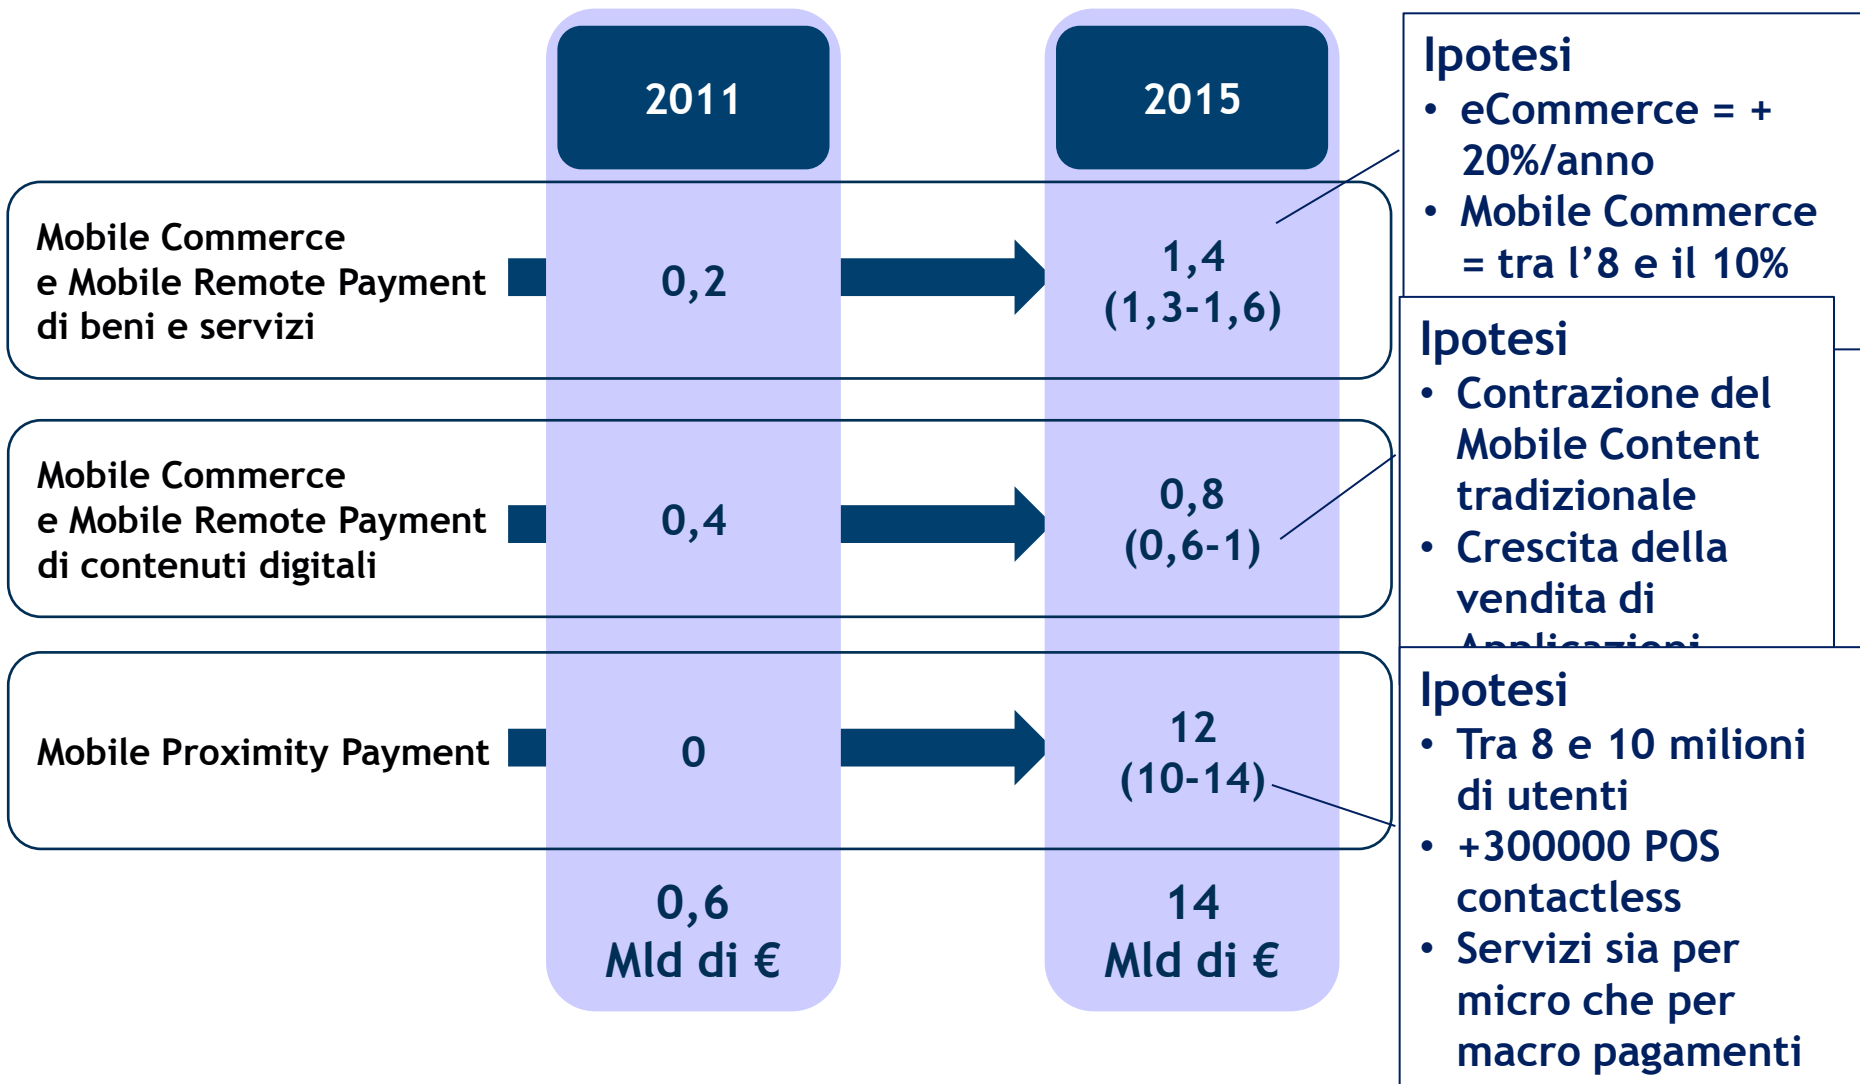 2011
2015
Mobile Commerce
e Mobile Remote Payment
di beni e servizi
0,2
1,4
(1,3-1,6)
Mobile Commerce
e Mobile Remote Payment
di contenuti digitali
0,4
0,8
(0,6-1)
Mobile Proximity Payment
0
12
(10-14)
0,6
Mld di €
14
Mld di €
Ipotesi
• eCommerce = +
20%/anno
• Mobile Commerce
= tra l’8 e il 10%
Ipotesi
• Contrazione del
Mobile Content
tradizionale
• Crescita della
vendita di
Applicazioni
Ipotesi
• Tra 8 e 10 milioni
di utenti
• +300000 POS
contactless
• Servizi sia per
micro che per
macro pagamenti